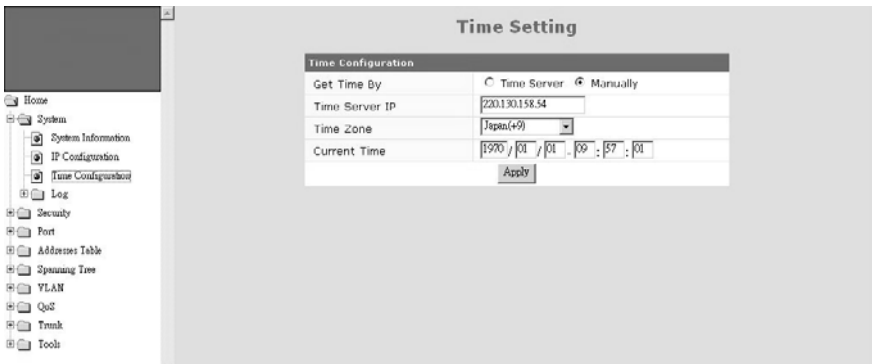 Time Setting
Time Configuration
Get Time By Time Server Manually
Time Server IP 220.130.158.54
Time Zone Japan(+9)
Current Time 1970 / 01 / 01 - 09 : 57 : 01
Apply
Home
System
System Information
IP Configuration
Time Configuration
Log
Security
Port
Addresses Table
Spanning Tree
VLAN
QoS
Trunk
Tools